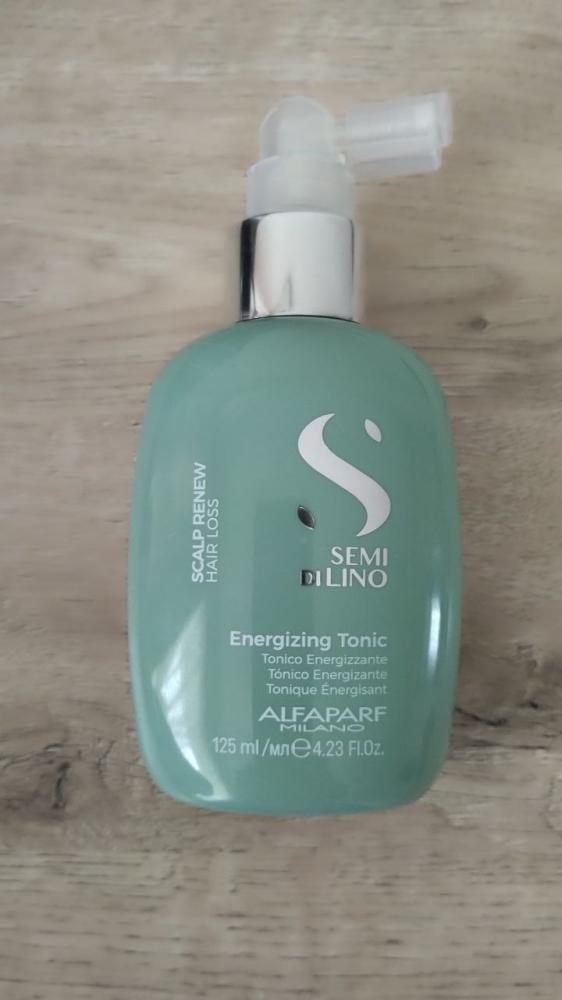 SCALP RENEW
HAIR LOSS
SEMI
DI LINO
Energizing Tonic
Tonico Energizzante
Tónico Energizante
Tonique Énergisant
ALFAPARF
MILANO
125 ml /мл ℮ 4.23 Fl.Oz.